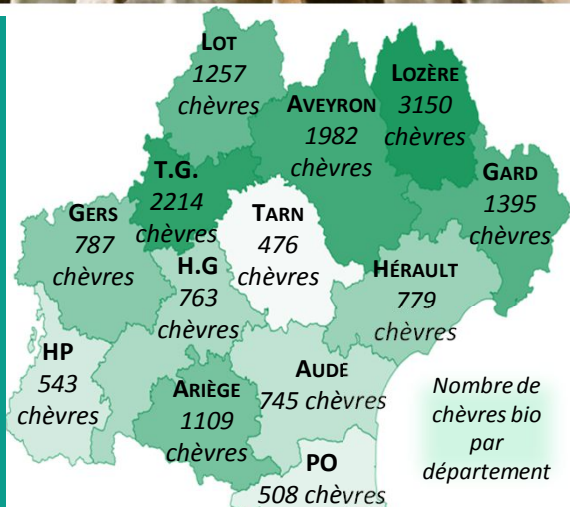 LOT
1257
chèvres
LOZÈRE
3150
chèvres
AVEYRON
1982
chèvres
T.G.
2214
chèvres
GARD
1395
chèvres
GERS
787
chèvres
TARN
476
chèvres
H.G
763
chèvres
HÉRAULT
779
chèvres
HP
543
chèvres
ARIÈGE
1109
chèvres
AUDE
745 chèvres
PO
508 chèvres
Nombre de
chèvres bio
par
département